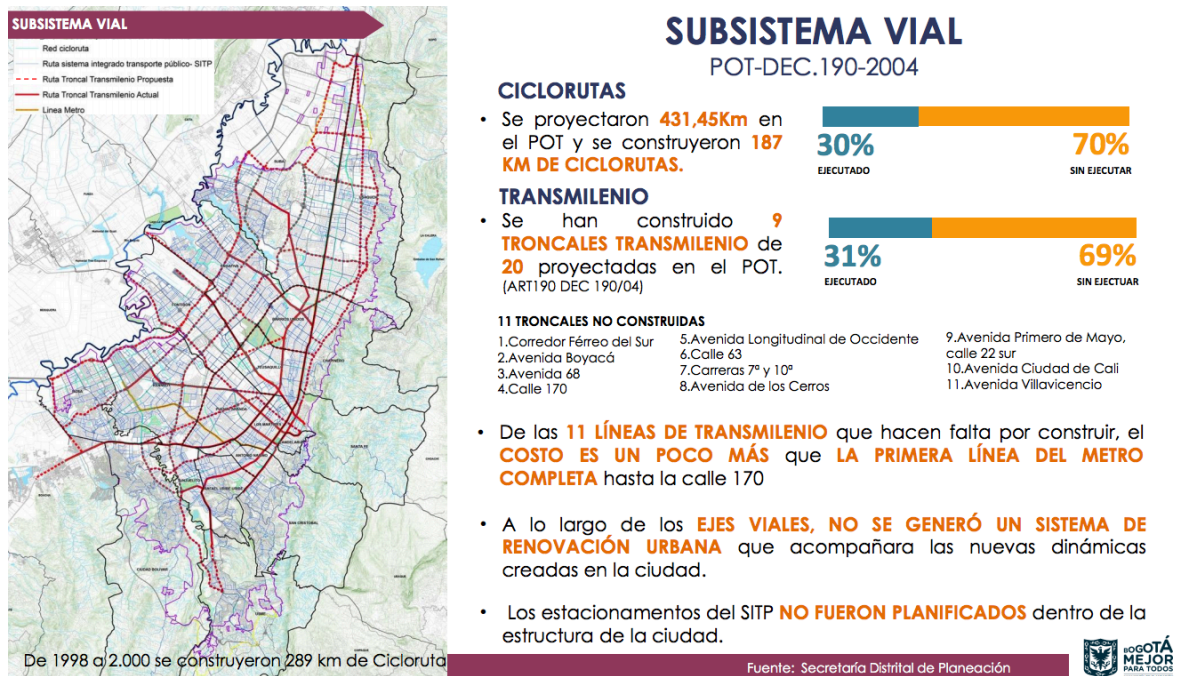 SUBSISTEMA VIAL
Red cicloruta
Ruta sistema integrado transporte público- SITP
Ruta Troncal Transmilenio Propuesta
Ruta Troncal Transmilenio Actual
Linea Metro
De 1998 a 2.000 se construyeron 289 km de Cicloruta
SUBSISTEMA VIAL
POT-DEC.190-2004
CICLORUTAS
• Se proyectaron 431,45Km en
el POT y se construyeron 187
KM DE CICLORUTAS.
30%
EJECUTADO
70%
SIN EJECUTAR
TRANSMILENIO
• Se han construido 9
TRONCALES TRANSMILENIO de
20 proyectadas en el POT.
(ART190 DEC 190/04)
31%
EJECUTADO
69%
SIN EJECTUAR
11 TRONCALES NO CONSTRUIDAS
1.Corredor Férreo del Sur
2.Avenida Boyacá
3.Avenida 68
4.Calle 170
5.Avenida Longitudinal de Occidente
6.Calle 63
7.Carreras 7ª y 10ª
8.Avenida de los Cerros
9.Avenida Primero de Mayo,
calle 22 sur
10.Avenida Ciudad de Cali
11.Avenida Villavicencio
• De las 11 LÍNEAS DE TRANSMILENIO que hacen falta por construir, el
COSTO ES UN POCO MÁS que LA PRIMERA LÍNEA DEL METRO
COMPLETA hasta la calle 170
• A lo largo de los EJES VIALES, NO SE GENERÓ UN SISTEMA DE
RENOVACIÓN URBANA que acompañara las nuevas dinámicas
creadas en la ciudad.
• Los estacionamentos del SITP NO FUERON PLANIFICADOS dentro de la
estructura de la ciudad.
Fuente: Secretaría Distrital de Planeación
BOGOTÁ
MEJOR
PARA TODOS